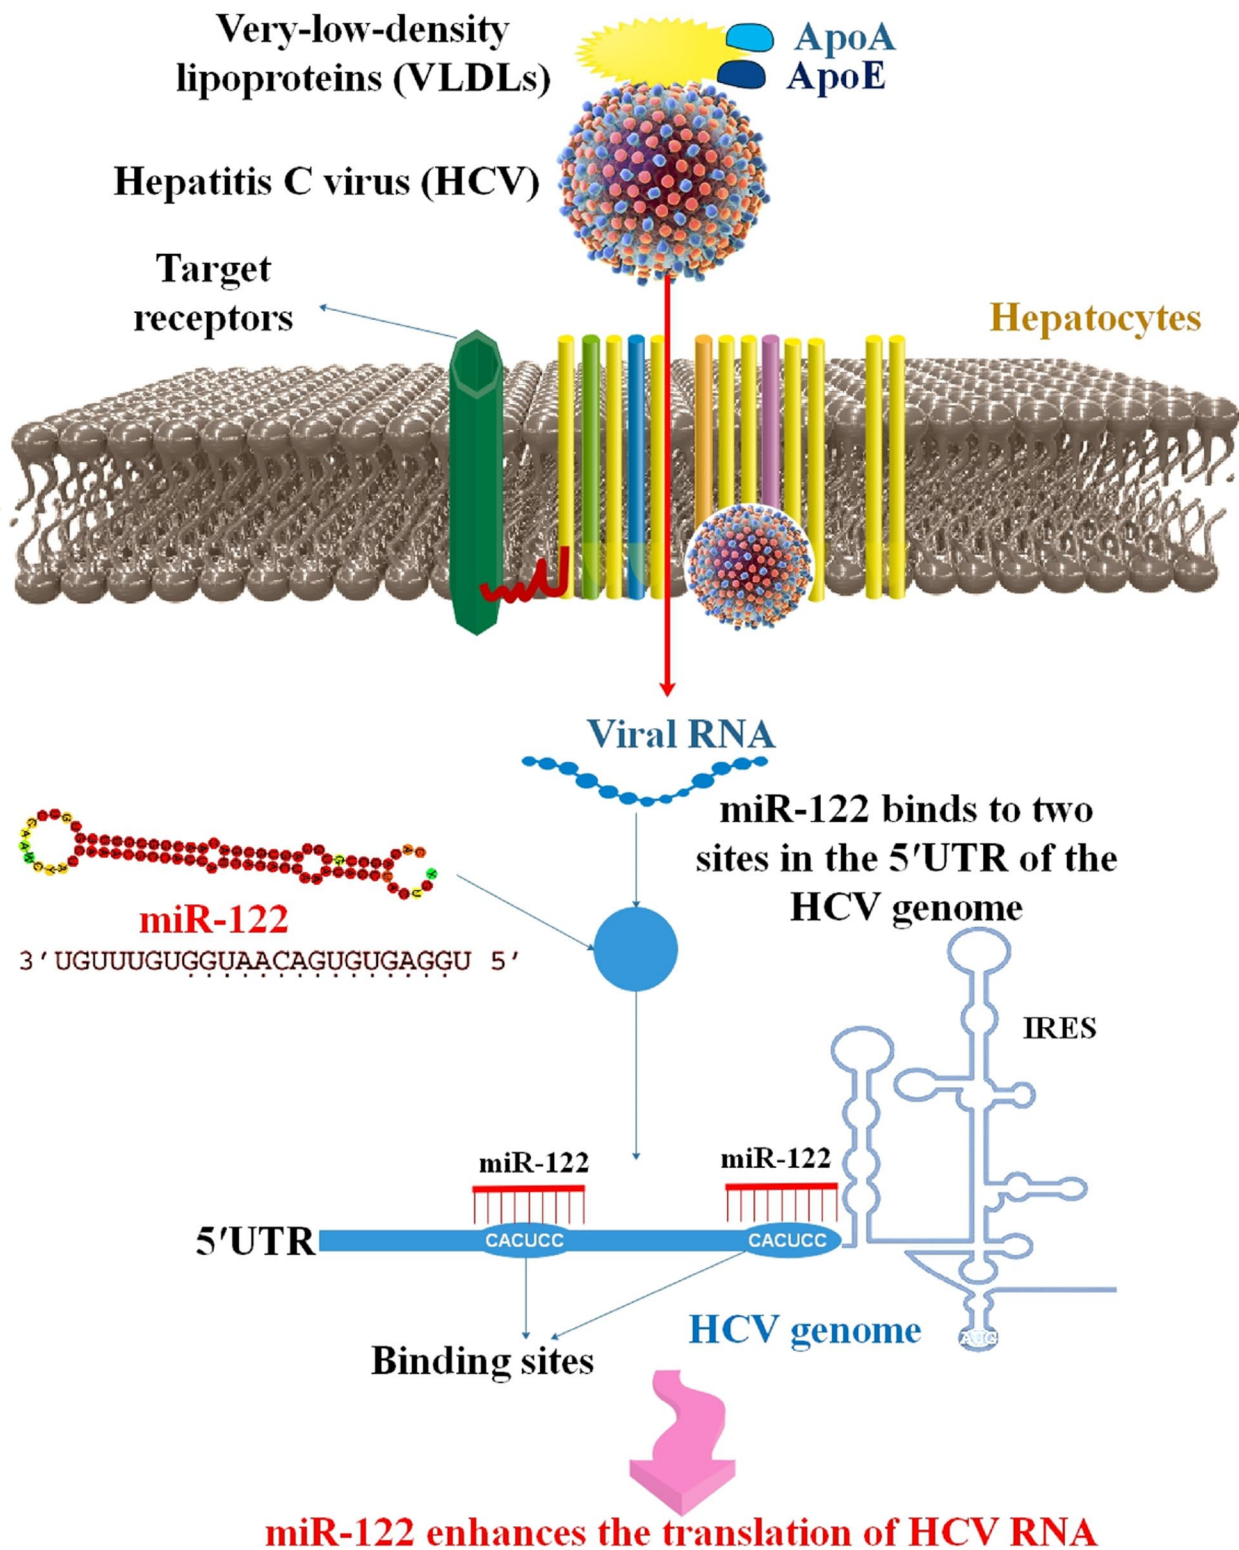 Very-low-density
lipoproteins (VLDLs)
ApoA
ApoE
Hepatitis C virus (HCV)
Target
receptors
Hepatocytes
Viral RNA
miR-122 binds to two
sites in the 5′UTR of the
HCV genome
miR-122
3′UGUUUGUGGUAACAGUGUGAGGU 5′
IRES
miR-122
miR-122
5′UTR
CACUCC
CACUCC
HCV genome
AUG
Binding sites
miR-122 enhances the translation of HCV RNA